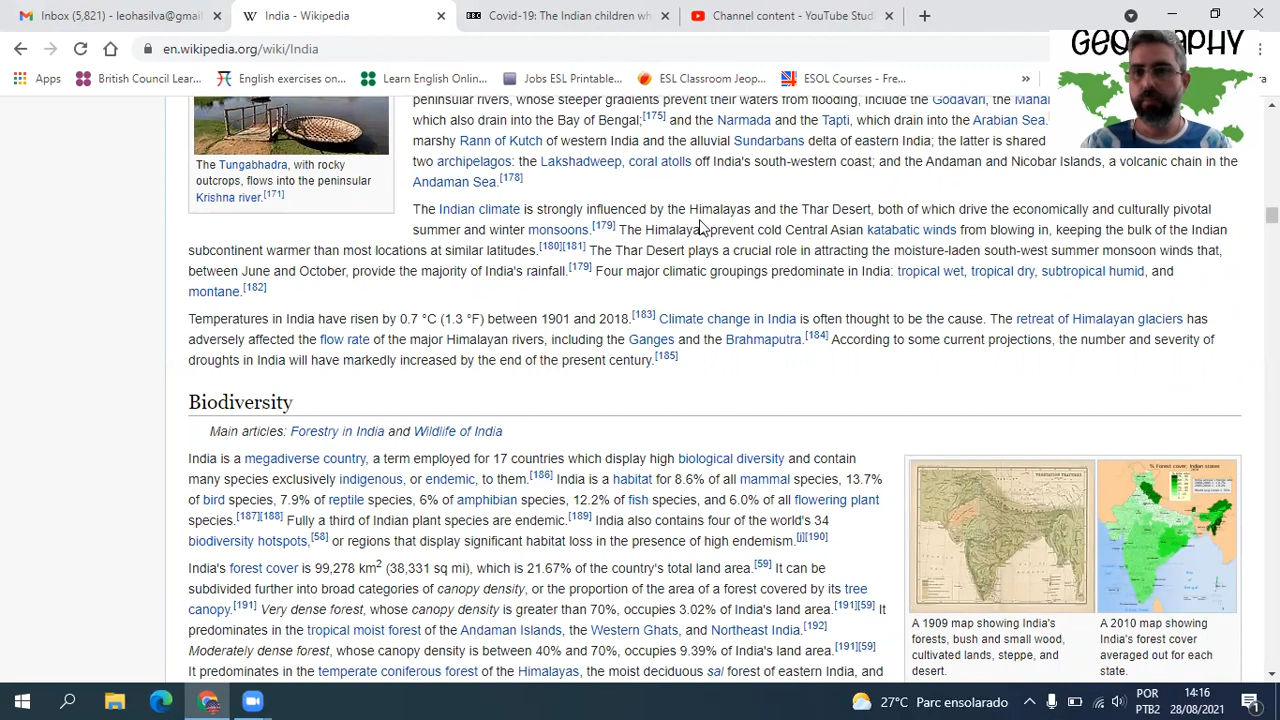 Inbox (5,821) - leohasilva@gmail
India - Wikipedia
Covid-19: The Indian children wh
Channel content - YouTube Studi
en.wikipedia.org/wiki/India
GEOGRAPHY
Apps
British Council Lear...
English exercises on...
Learn English Onlin...
Jobs ESL Printable...
ESL Classroom Jeop...
ESOL Courses - Fre...
»
peninsular rivers, whose steeper gradients prevent their waters from flooding, include the Godavari, the Mahan
which also drain into the Bay of Bengal;[175] and the Narmada and the Tapti, which drain into the Arabian Sea.
marshy Rann of Kutch of western India and the alluvial Sundarbans delta of eastern India; the latter is shared
two archipelagos: the Lakshadweep, coral atolls off India's south-western coast; and the Andaman and Nicobar Islands, a volcanic chain in the
Andaman Sea.[178]
The Tungabhadra, with rocky
outcrops, flows into the peninsular
Krishna river.[171]
The Indian climate is strongly influenced by the Himalayas and the Thar Desert, both of which drive the economically and culturally pivotal
summer and winter monsoons.[179] The Himalayas prevent cold Central Asian katabatic winds from blowing in, keeping the bulk of the Indian
subcontinent warmer than most locations at similar latitudes.[180][181] The Thar Desert plays a crucial role in attracting the moisture-laden south-west summer monsoon winds that,
between June and October, provide the majority of India's rainfall.[179] Four major climatic groupings predominate in India: tropical wet, tropical dry, subtropical humid, and
montane.[182]
Temperatures in India have risen by 0.7 °C (1.3 °F) between 1901 and 2018.[183] Climate change in India is often thought to be the cause. The retreat of Himalayan glaciers has
adversely affected the flow rate of the major Himalayan rivers, including the Ganges and the Brahmaputra.[184] According to some current projections, the number and severity of
droughts in India will have markedly increased by the end of the present century.[185]
Biodiversity
Main articles: Forestry in India and Wildlife of India
India is a megadiverse country, a term employed for 17 countries which display high biological diversity and contain
many species exclusively indigenous, or endemic, to them.[186] India is a habitat for 8.6% of all mammal species, 13.7%
of bird species, 7.9% of reptile species, 6% of amphibian species, 12.2% of fish species, and 6.0% of all flowering plant
species.[187][188] Fully a third of Indian plant species are endemic.[189] India also contains four of the world's 34
biodiversity hotspots,[58] or regions that display significant habitat loss in the presence of high endemism.[j][190]
India's forest cover is 99,278 km2 (38,331 sq mi), which is 21.67% of the country's total land area.[59] It can be
subdivided further into broad categories of canopy density, or the proportion of the area of a forest covered by its tree
canopy.[191] Very dense forest, whose canopy density is greater than 70%, occupies 3.02% of India's land area.[191][59] It
predominates in the tropical moist forest of the Andaman Islands, the Western Ghats, and Northeast India.[192]
Moderately dense forest, whose canopy density is between 40% and 70%, occupies 9.39% of India's land area.[191][59]
It predominates in the temperate coniferous forest of the Himalayas, the moist deciduous sal forest of eastern India, and
% Forest cover, Indian states
A 1909 map showing India's
forests, bush and small wood,
cultivated lands, steppe, and
desert.
A 2010 map showing
India's forest cover
averaged out for each
state.
27°C Parc ensolarado
POR
PTB2
14:16
28/08/2021
1